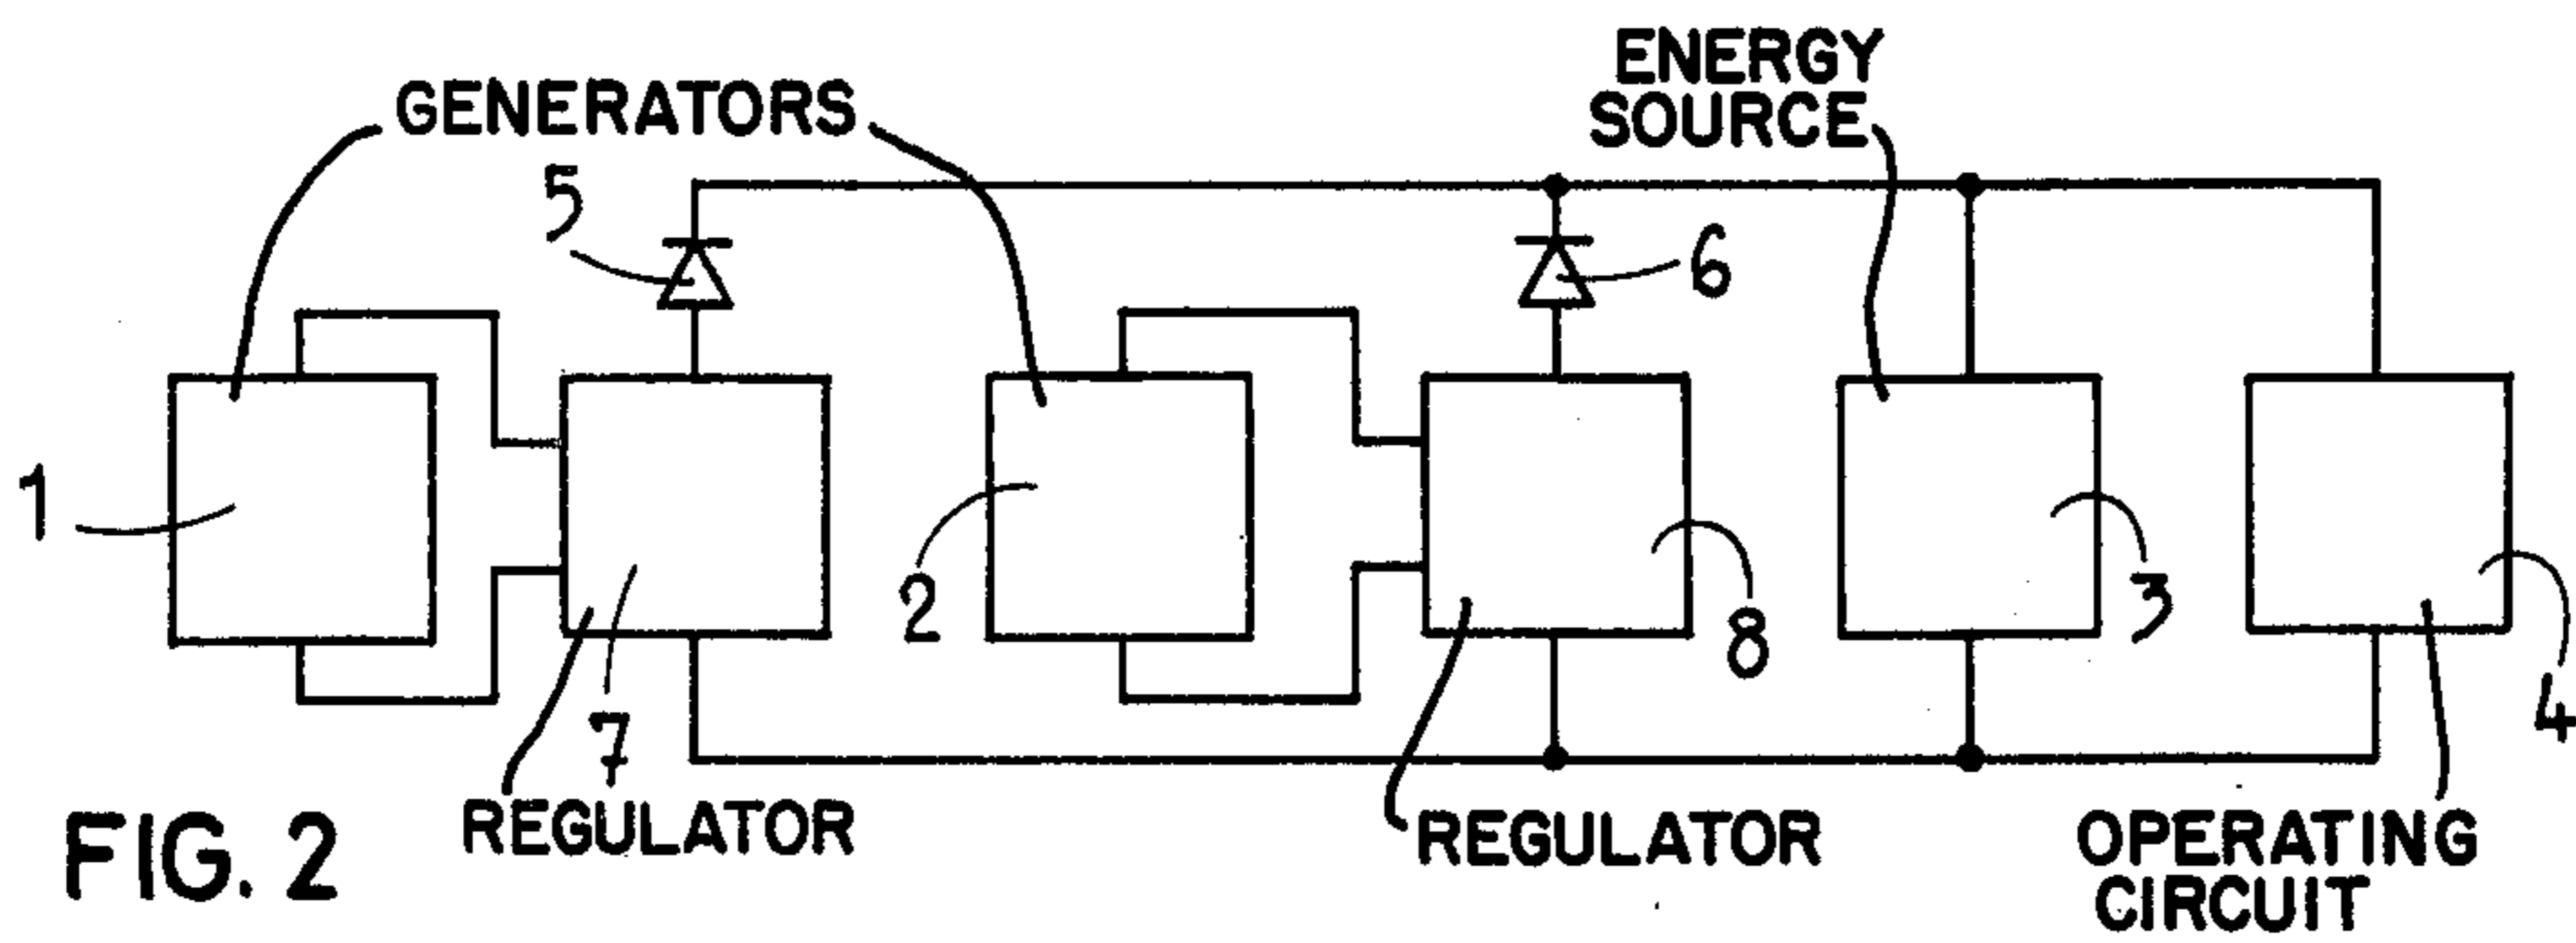 ENERGY
SOURCE
GENERATORS
5
6
1
2
3
8
4
7
REGULATOR
REGULATOR
OPERATING
CIRCUIT
FIG. 2